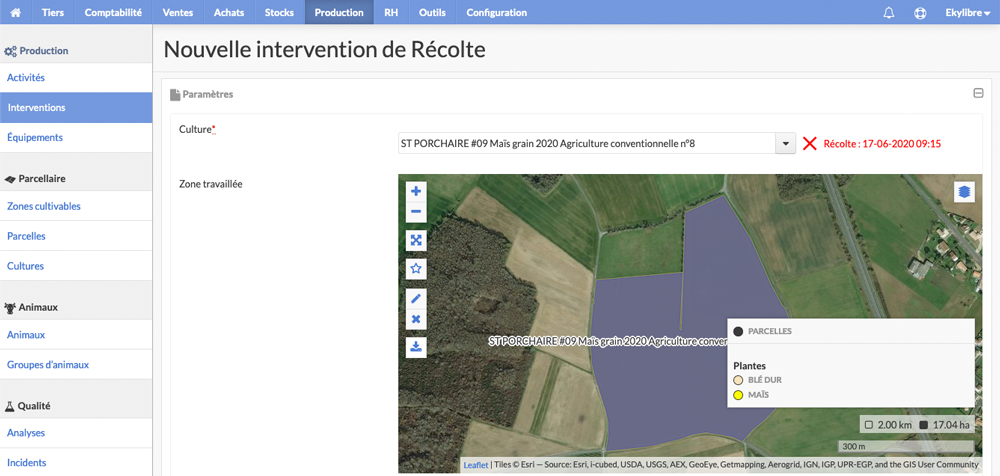 Tiers Comptabilité Ventes Achats Stocks Production RH Outils Configuration Ekylibre
Production
Activités
Interventions
Équipements
Parcellaire
Zones cultivables
Parcelles
Cultures
Animaux
Animaux
Groupes d'animaux
Qualité
Analyses
Incidents
Nouvelle intervention de Récolte
Paramètres
Culture*
ST PORCHAIRE #09 Maïs grain 2020 Agriculture conventionnelle n°8
Récolte : 17-06-2020 09:15
Zone travaillée
ST PORCHAIRE #09 Maïs grain 2020 Agriculture conver
PARCELLES
Plantes
BLÉ DUR
MAÏS
2.00 km 17.04 ha
300 m
Leaflet | Tiles © Esri — Source: Esri, i-cubed, USDA, USGS, AEX, GeoEye, Getmapping, Aerogrid, IGN, IGP, UPR-EGP, and the GIS User Community